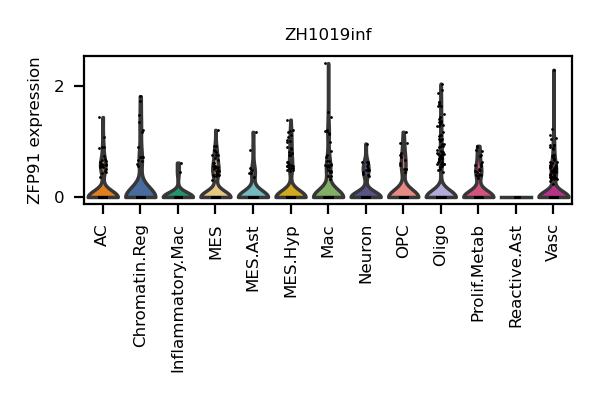 ZH1019inf
ZFP91 expression
2
0
AC
Chromatin.Reg
Inflammatory.Mac
MES
MES.Ast
MES.Hyp
Mac
Neuron
OPC
Oligo
Prolif.Metab
Reactive.Ast
Vasc